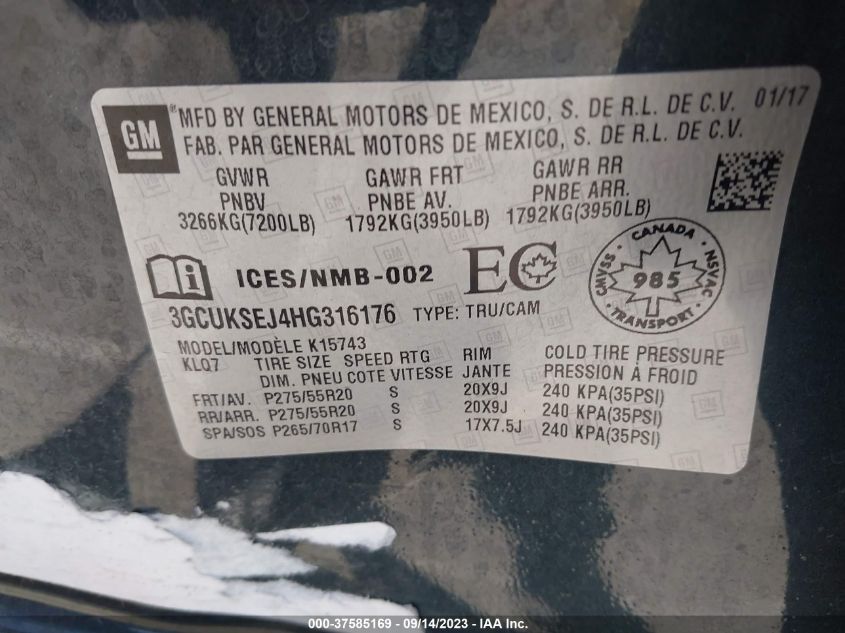 GM ® MFD BY GENERAL MOTORS DE MEXICO, S. DE R.L. DE C.V. 01/17
FAB. PAR GENERAL MOTORS DE MEXICO, S. DE R.L. DE C.V.
GVWR GAWR FRT GAWR RR
PNBV PNBE AV. PNBE ARR.
3266KG(7200LB) 1792KG(3950LB) 1792KG(3950LB)
i ICES/NMB-002 EC CANADA CMVSS 985 NSVAC TRANSPORT
3GCUKSEJ4HG316176 TYPE: TRU/CAM
MODEL/MODÈLE K15743
KLQ7 TIRE SIZE SPEED RTG RIM COLD TIRE PRESSURE
DIM. PNEU COTE VITESSE JANTE PRESSION À FROID
FRT/AV. P275/55R20 S 20X9J 240 KPA(35PSI)
RR/ARR. P275/55R20 S 20X9J 240 KPA(35PSI)
SPA/SOS P265/70R17 S 17X7.5J 240 KPA(35PSI)
000-37585169 - 09/14/2023 - IAA Inc.